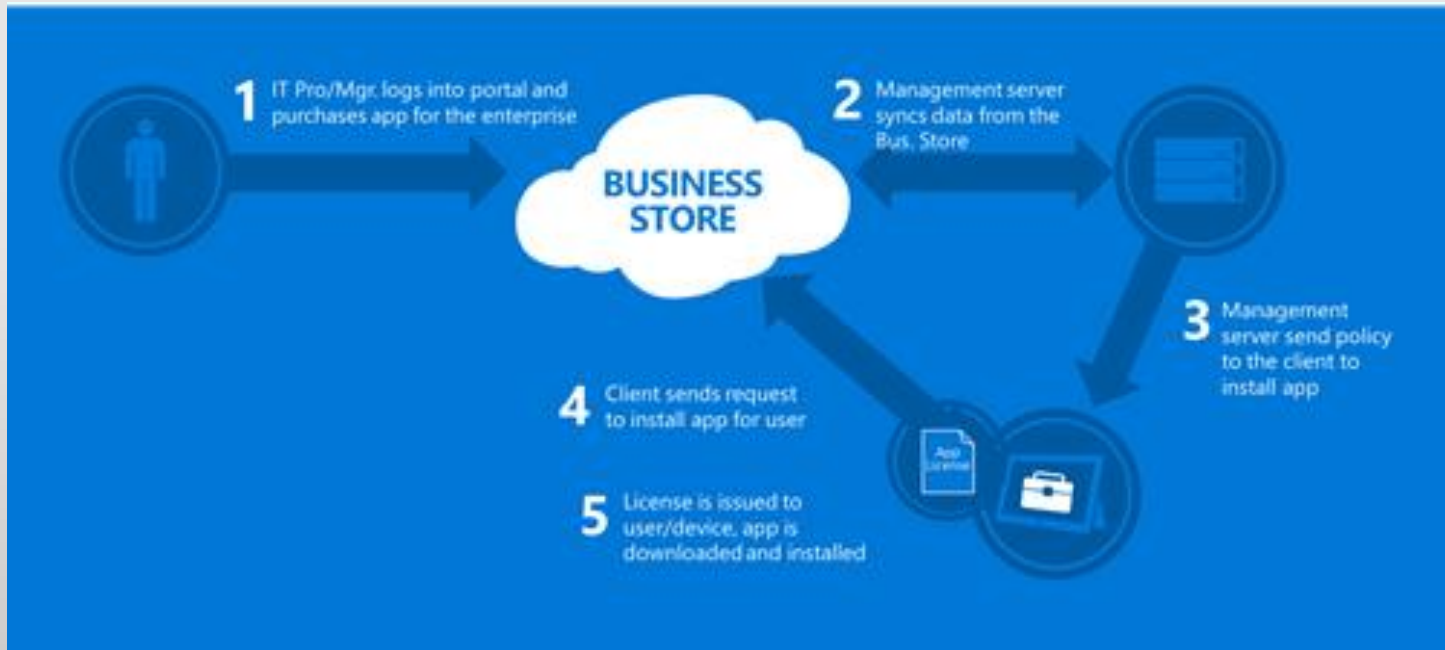 1
IT Pro/Mgr. logs into portal and
purchases app for the enterprise
BUSINESS
STORE
2
Management server
syncs data from the
Bus. Store
3
Management
server send policy
to the client to
install app
4
Client sends request
to install app for user
App
License
5
License is issued to
user/device, app is
downloaded and installed